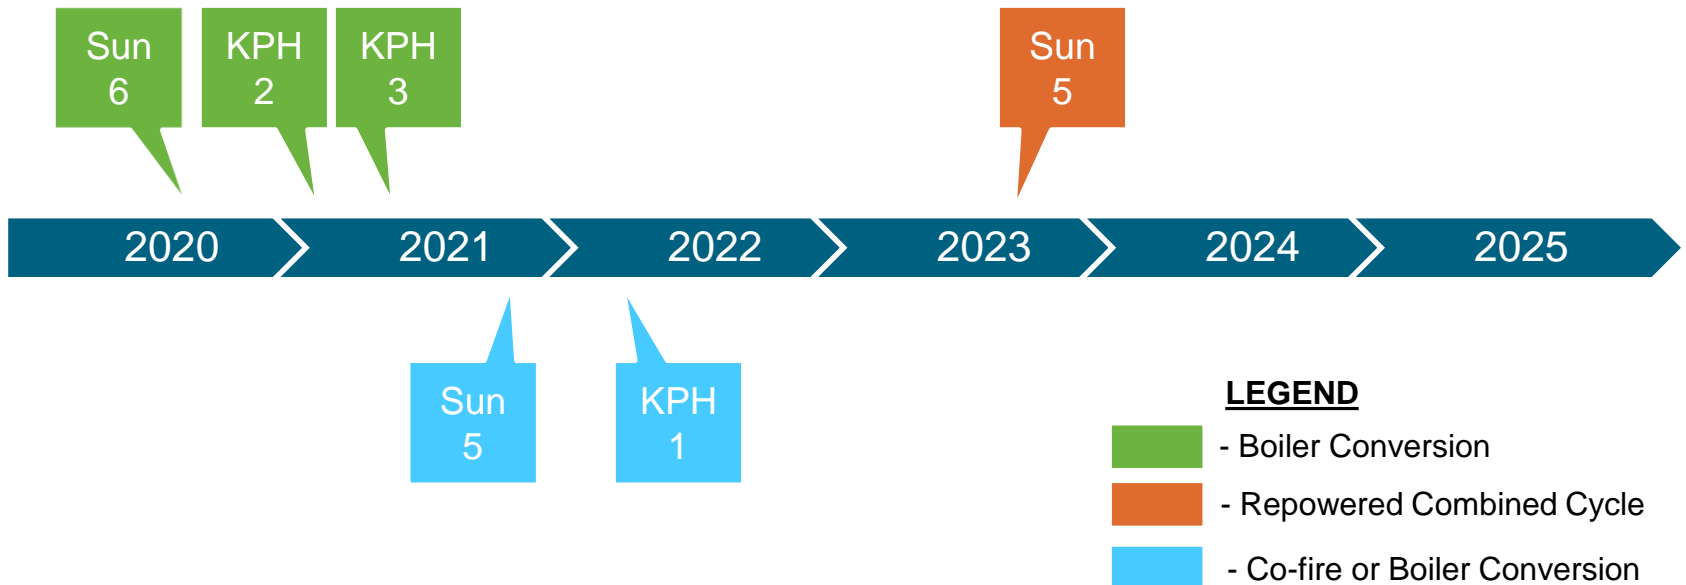 Sun
6
KPH
2
KPH
3
Sun
5
2020
2021
2022
2023
2024
2025
Sun
5
KPH
1
LEGEND
- Boiler Conversion
- Repowered Combined Cycle
- Co-fire or Boiler Conversion